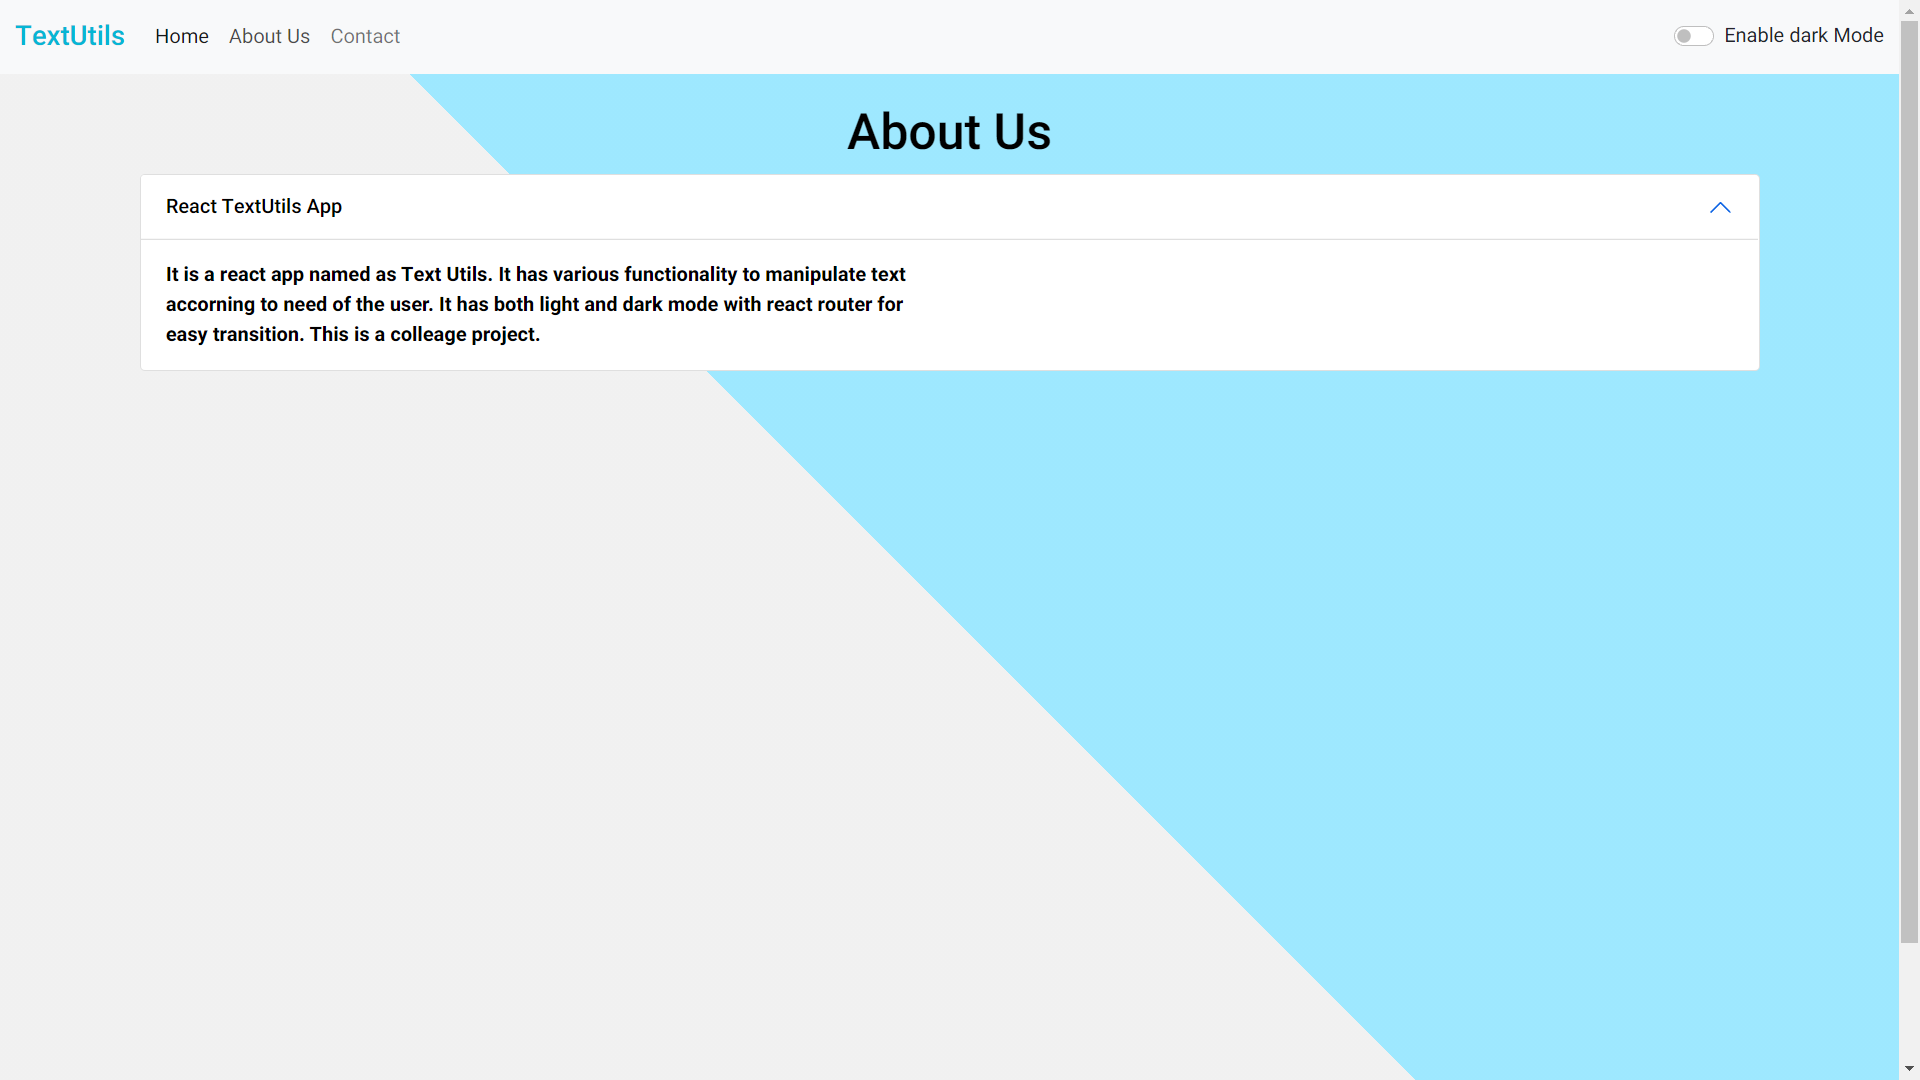 TextUtils Home About Us Contact Enable dark Mode
About Us
React TextUtils App
It is a react app named as Text Utils. It has various functionality to manipulate text
accorning to need of the user. It has both light and dark mode with react router for
easy transition. This is a colleage project.